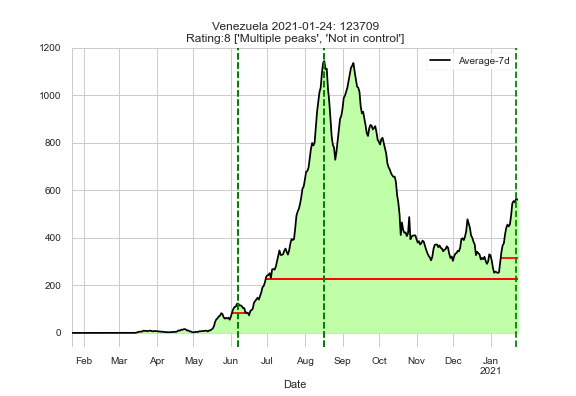 Venezuela 2021-01-24: 123709
Rating:8 ['Multiple peaks', 'Not in control']
Average-7d
1200
1000
800
600
400
200
0
Feb Mar Apr May Jun Jul Aug Sep Oct Nov Dec Jan
2021
Date